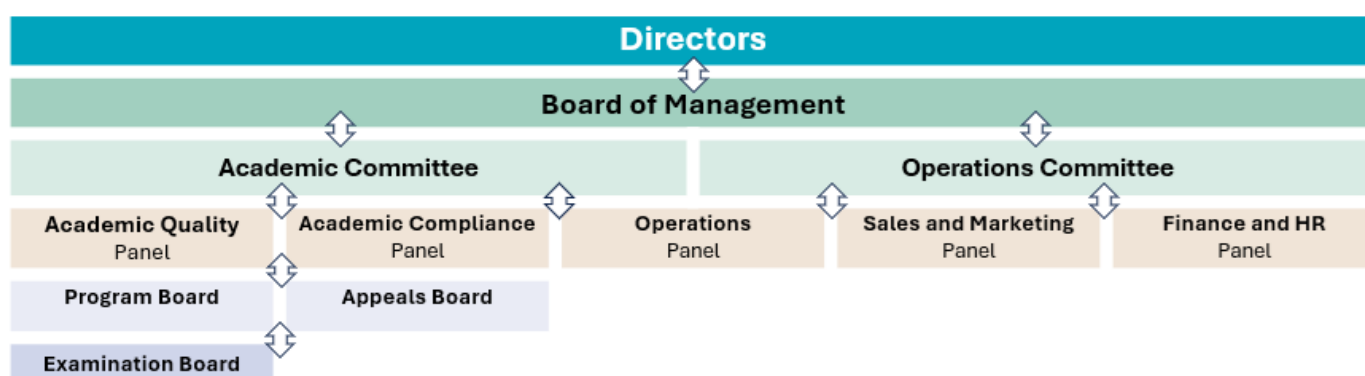 Directors
Board of Management
Academic Committee
Operations Committee
Academic Quality
Panel
Academic Compliance
Panel
Operations
Panel
Sales and Marketing
Panel
Finance and HR
Panel
Program Board
Appeals Board
Examination Board